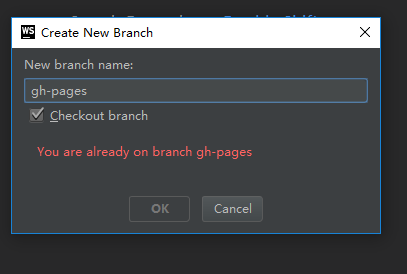 WS
Create New Branch
New branch name:
gh-pages
Checkout branch
You are already on branch gh-pages
OK
Cancel